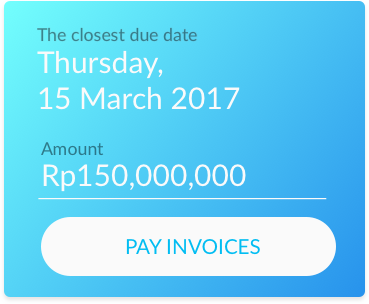 The closest due date
Thursday,
15 March 2017
Amount
Rp150,000,000
PAY INVOICES